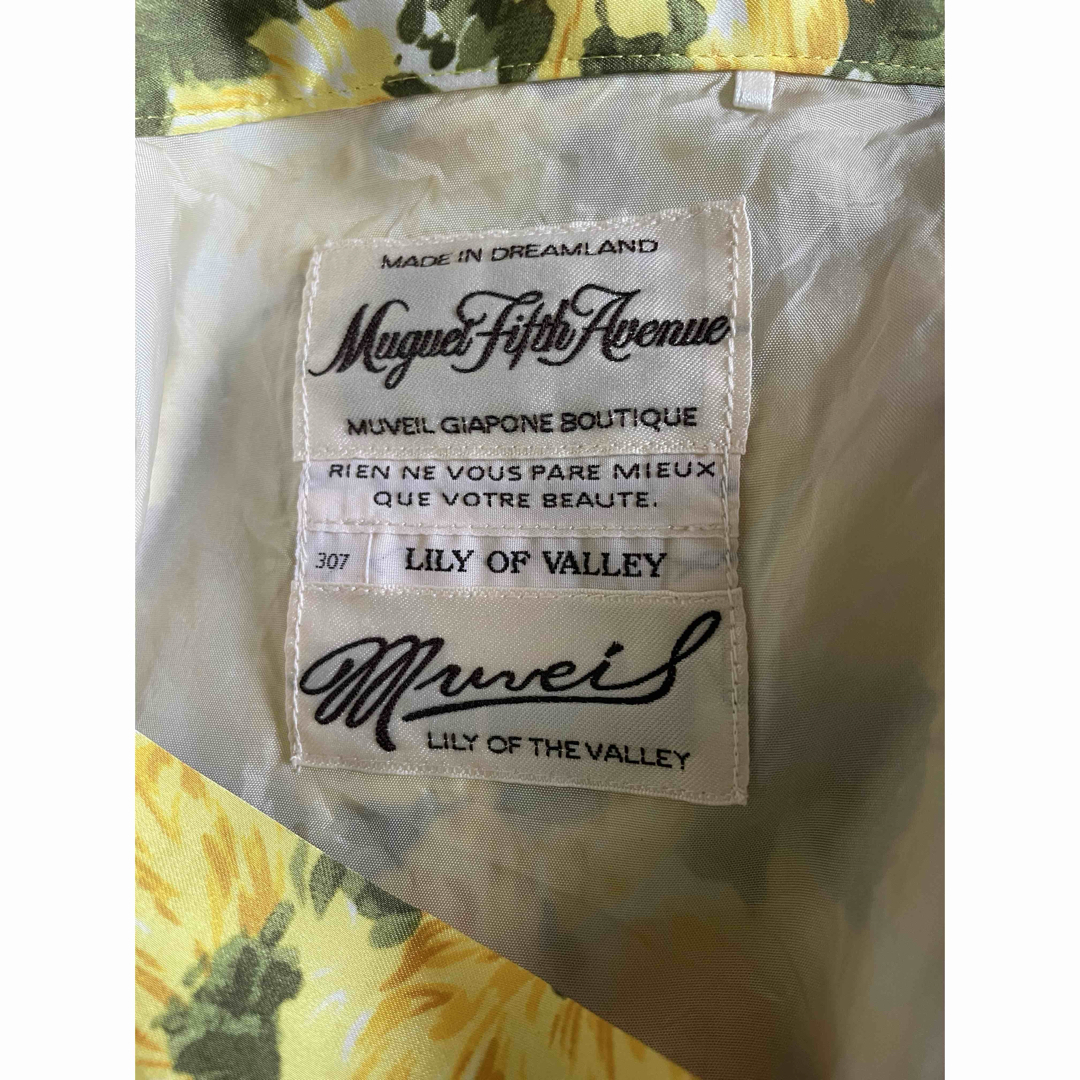 MADE IN DREAMLAND
Muguet Fifth Avenue
MUVEIL GIAPONE BOUTIQUE
RIEN NE VOUS PARE MIEUX
QUE VOTRE BEAUTE.
307 LILY OF VALLEY
Muveil
LILY OF THE VALLEY